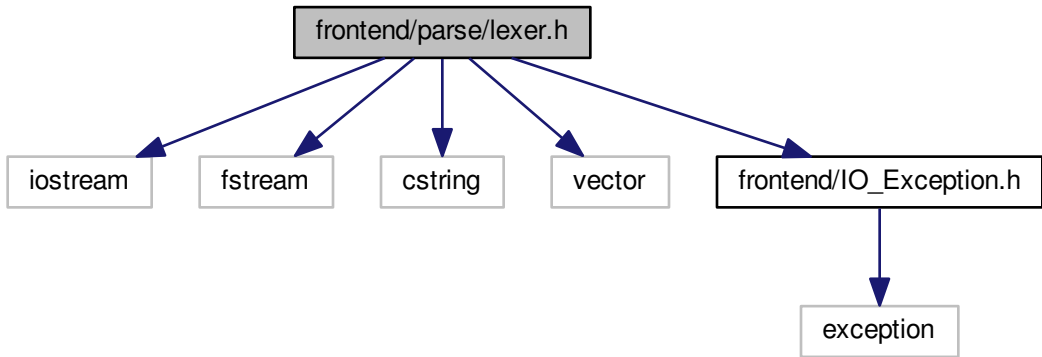 frontend/parse/lexer.h
iostream
fstream
cstring
vector
frontend/IO_Exception.h
exception